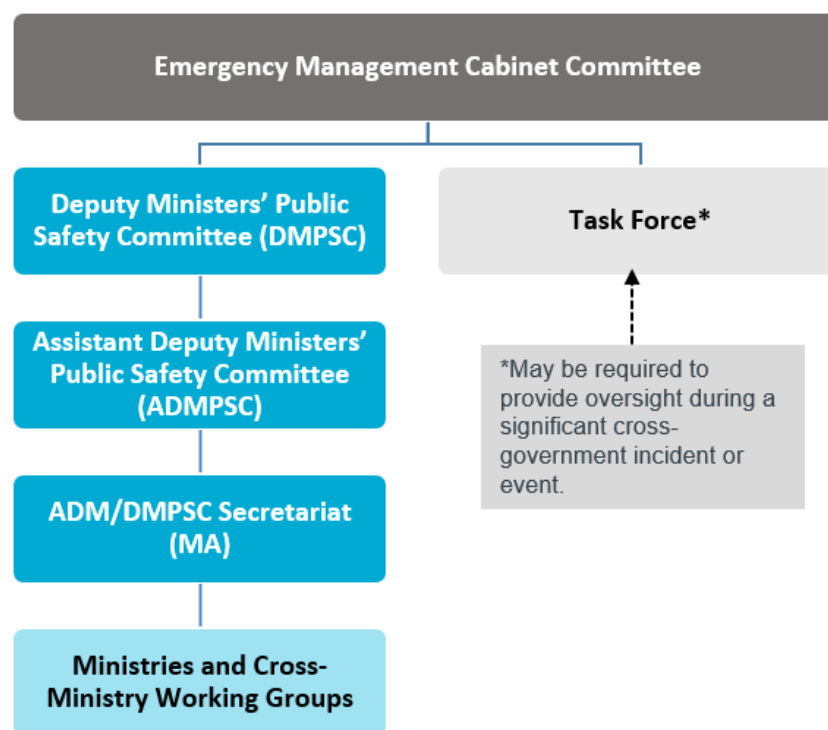 Emergency Management Cabinet Committee
Deputy Ministers’ Public
Safety Committee (DMPSC)
Task Force*
Assistant Deputy Ministers’
Public Safety Committee
(ADMPSC)
*May be required to
provide oversight during a
significant cross-
government incident or
event.
ADM/DMPSC Secretariat
(MA)
Ministries and Cross-
Ministry Working Groups